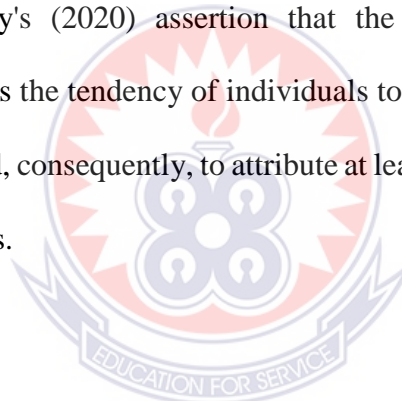 y's (2020) assertion that the
s the tendency of individuals to
, consequently, to attribute at lea
s.
EDUCATION FOR SERVICE